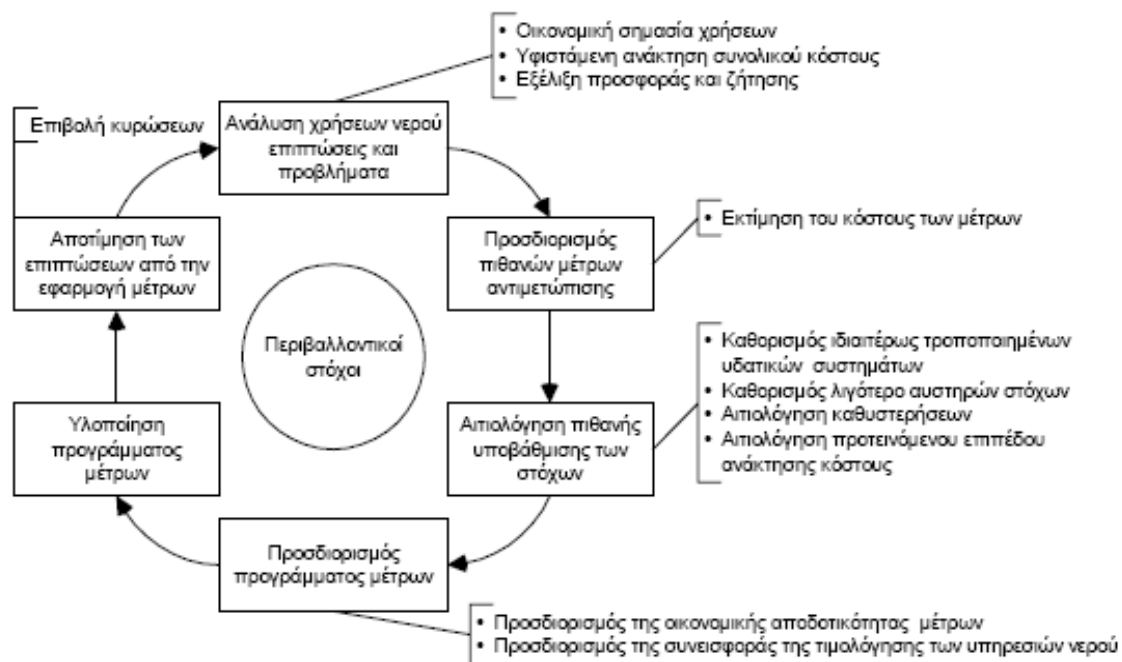 • Οικονομική σημασία χρήσεων
• Υφιστάμενη ανάκτηση συνολικού κόστους
• Εξέλιξη προσφοράς και ζήτησης
Επιβολή κυρώσεων
Ανάλυση χρήσεων νερού
επιπτώσεις και
προβλήματα
Αποτίμηση των
επιπτώσεων από την
εφαρμογή μέτρων
Προσδιορισμός
πιθανών μέτρων
αντιμετώπισης
• Εκτίμηση του κόστους των μέτρων
Περιβαλλοντικοί
στόχοι
Υλοποίηση
προγράμματος
μέτρων
Αιτιολόγηση πιθανής
υποβάθμισης των
στόχων
• Καθορισμός ιδιαιτέρως τροποποιημένων
υδατικών συστημάτων
• Καθορισμός λιγότερο αυστηρών στόχων
• Αιτιολόγηση καθυστερήσεων
• Αιτιολόγηση προτεινόμενου επιπέδου
ανάκτησης κόστους
Προσδιορισμός
προγράμματος μέτρων
• Προσδιορισμός της οικονομικής αποδοτικότητας μέτρων
• Προσδιορισμός της συνεισφοράς της τιμολόγησης των υπηρεσιών νερού